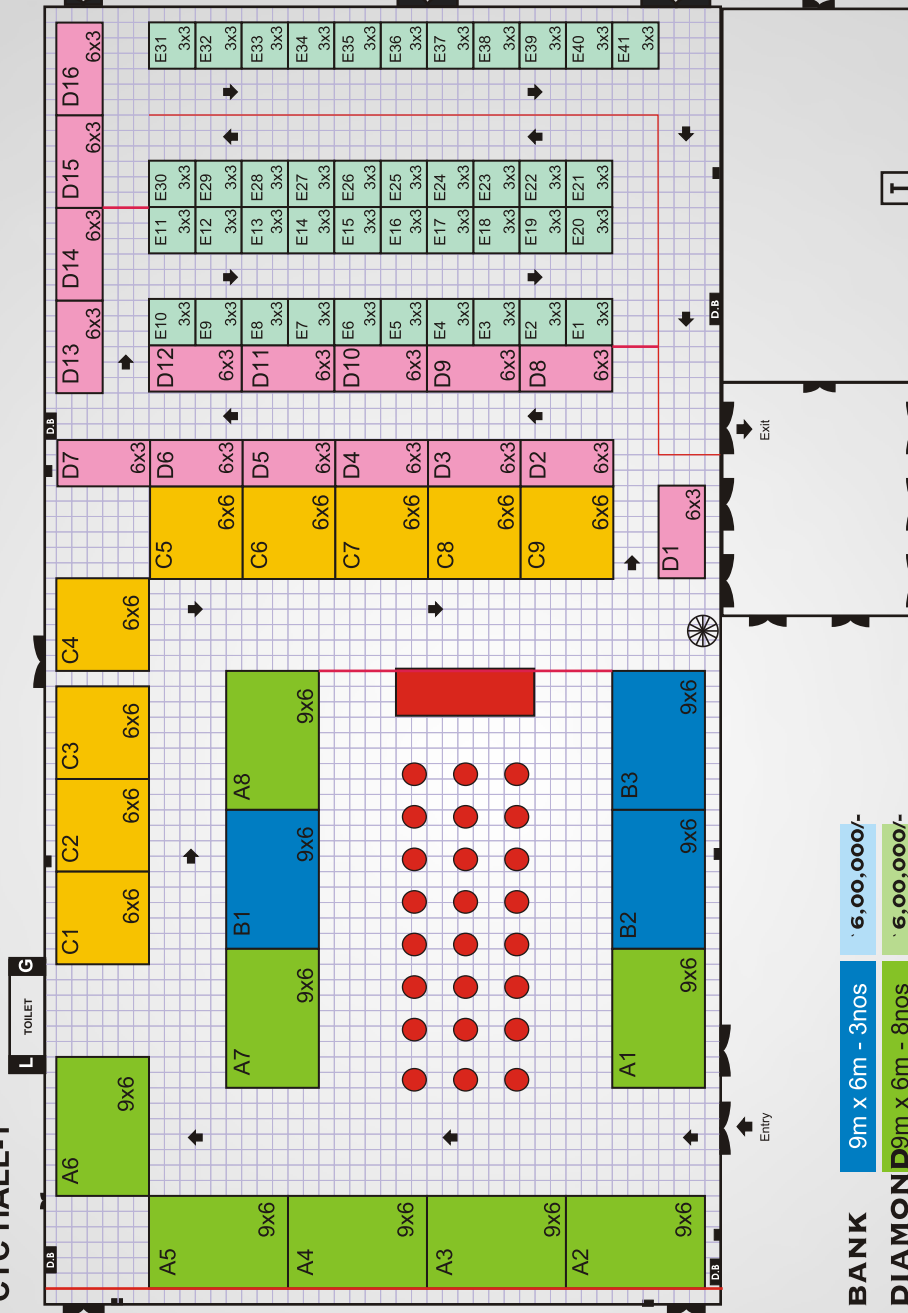 D16 6x3
D15 6x3
D14 6x3
D13 6x3
E31 3x3
E32 3x3
E33 3x3
E34 3x3
E35 3x3
E36 3x3
E37 3x3
E38 3x3
E39 3x3
E40 3x3
E41 3x3
E30 3x3
E29 3x3
E28 3x3
E27 3x3
E26 3x3
E25 3x3
E24 3x3
E23 3x3
E22 3x3
E21 3x3
E11 3x3
E12 3x3
E13 3x3
E14 3x3
E15 3x3
E16 3x3
E17 3x3
E18 3x3
E19 3x3
E20 3x3
T
D.B
E10 3x3
E9 3x3
E8 3x3
E7 3x3
E6 3x3
E5 3x3
E4 3x3
E3 3x3
E2 3x3
E1 3x3
D12 6x3
D11 6x3
D10 6x3
D9 6x3
D8 6x3
D.B
Exit
D7 6x3
D6 6x3
D5 6x3
D4 6x3
D3 6x3
D2 6x3
C5 6x6
C6 6x6
C7 6x6
C8 6x6
C9 6x6
D1 6x3
C4 6x6
C3 6x6
C2 6x6
C1 6x6
A8 9x6
B1 9x6
A7 9x6
B3 9x6
B2 9x6
A1 9x6
L TOILET G
A6 9x6
A5 9x6
A4 9x6
A3 9x6
A2 9x6
Entry
D.B
D.B
BANK 9m x 6m - 3nos ` 6,00,000/-
DIAMOND 9m x 6m - 8nos ` 6,00,000/-